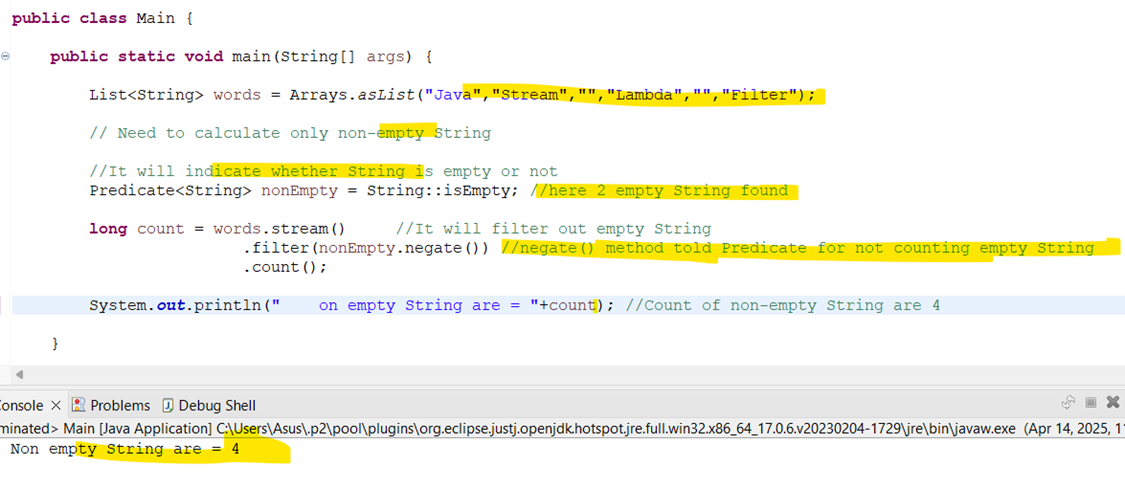 public class Main {
public static void main(String[] args) {
List<String> words = Arrays.asList("Java","Stream","","Lambda","","Filter");
// Need to calculate only non-empty String
//It will indicate whether String is empty or not
Predicate<String> nonEmpty = String::isEmpty; //here 2 empty String found
long count = words.stream() //It will filter out empty String
.filter(nonEmpty.negate()) //negate() method told Predicate for not counting empty String
.count();
System.out.println(" on empty String are = "+count); //Count of non-empty String are 4
}
onsole Problems Debug Shell
minated> Main [Java Application] C:\Users\Asus\.p2\pool\plugins\org.eclipse.justj.openjdk.hotspot.jre.full.win32.x86_64_17.0.6.v20230204-1729\jre\bin\javaw.exe (Apr 14, 2025, 11
Non empty String are = 4